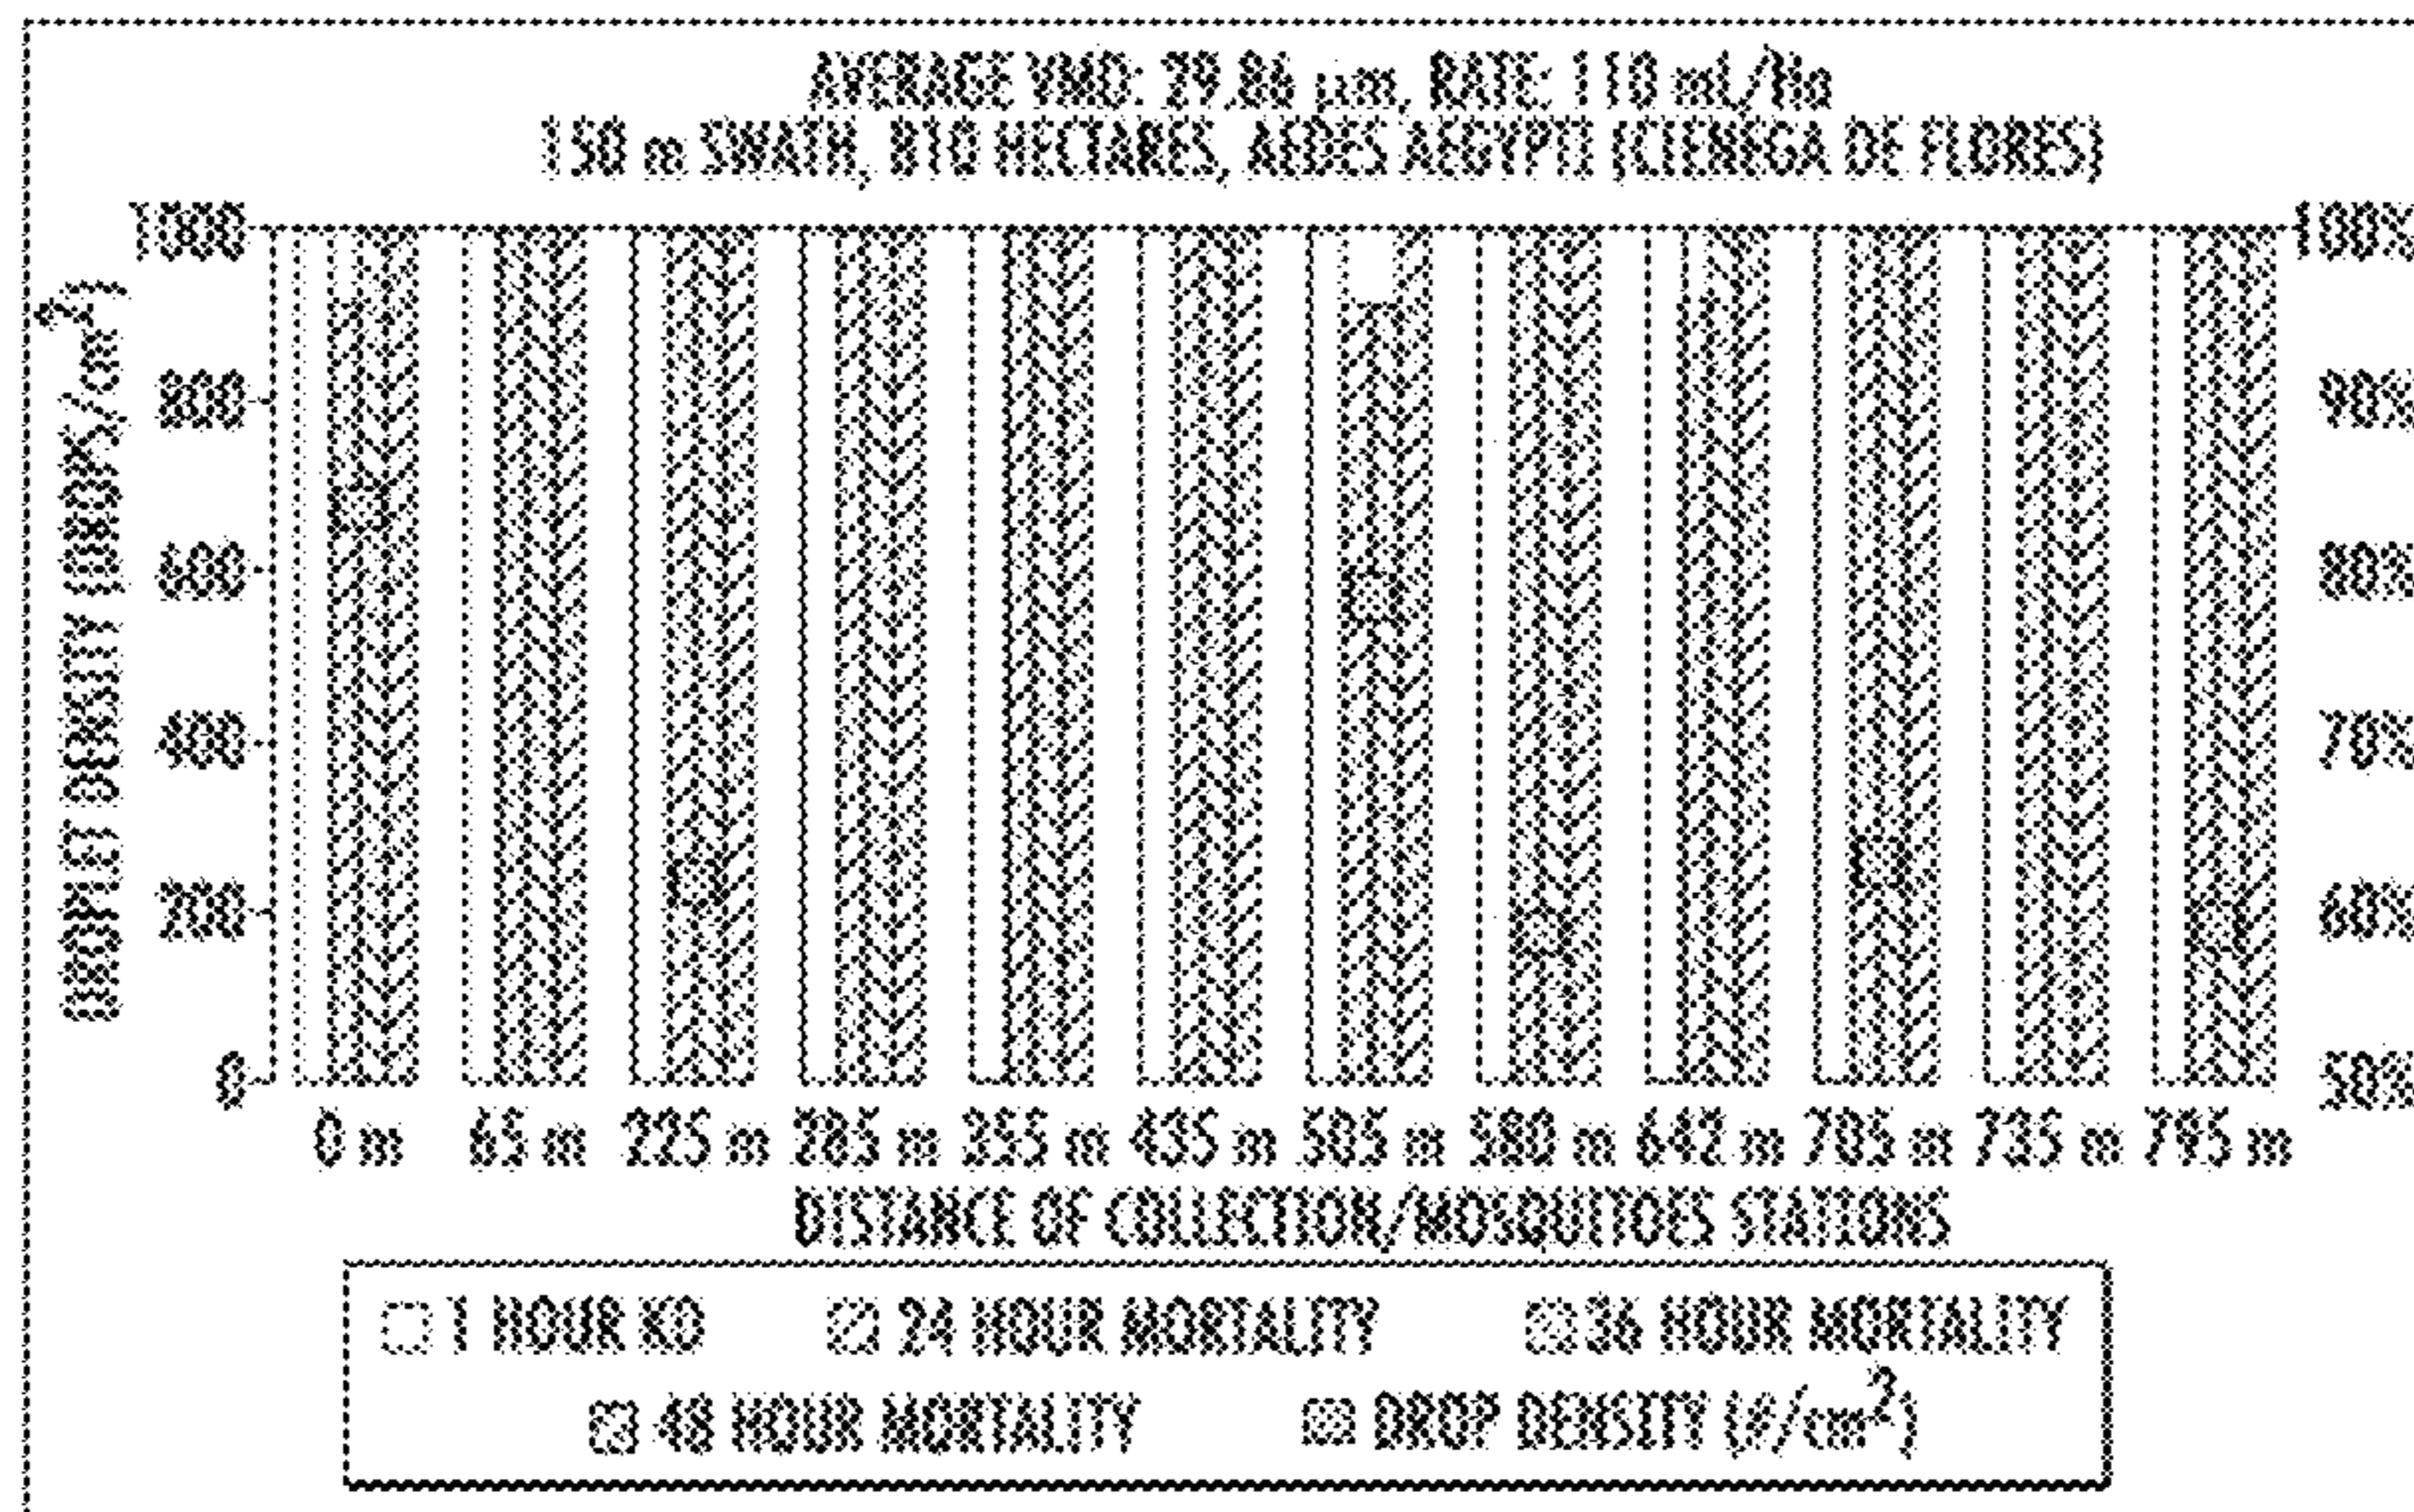 AVERAGE VMD: 29.86 µm, RATE: 110 mL/Ha
150 m SWATH, 810 HECTARES, AEDES AEGYPTI (CIENEGA DE FLORES)
1000
800
600
400
200
0
DROPLET DENSITY (DROPS/cm²)
100%
90%
80%
70%
60%
50%
0 m 65 m 225 m 285 m 355 m 435 m 505 m 580 m 642 m 705 m 735 m 795 m
DISTANCE OF COLLECTION/MOSQUITOES STATIONS
1 HOUR KD 24 HOUR MORTALITY 36 HOUR MORTALITY
48 HOUR MORTALITY DROP DENSITY (#/cm²)